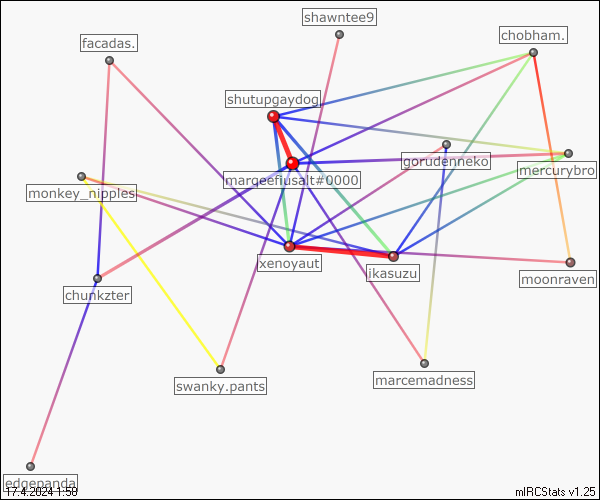 shawntee9
chobham.
facadas.
shutupgaydog
gorudenneko
mercurybro
margeefiusalt#0000
monkey_nipples
xenoyaut
ikasuzu
moonraven
chunkzter
swanky.pants
marcemadness
edgepanda
17.4.2024 1:50
mIRCStats v1.25